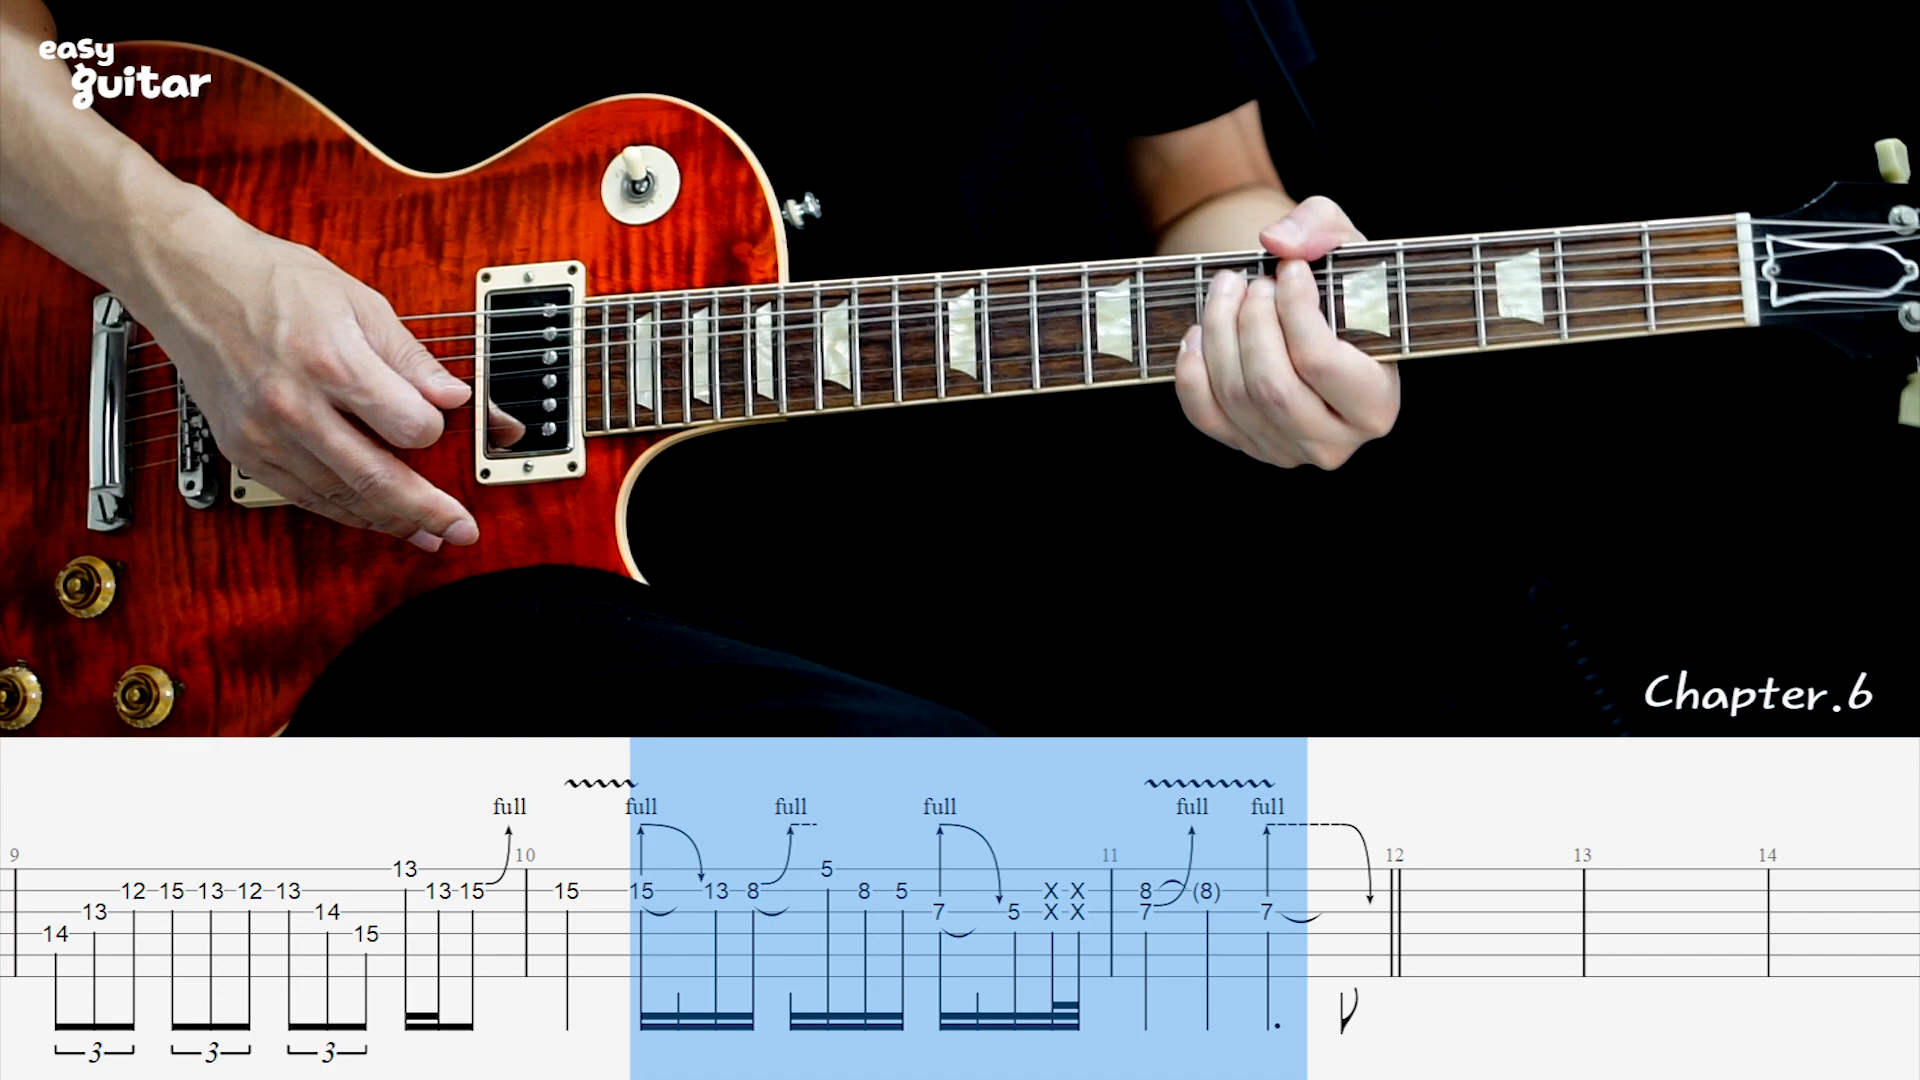 easy
guitar
Chapter.6
full full full full full full
9 10 11 12 13 14
13 5
12 15 13 12 13 13 15 15 15 13 8 8 5 X X 8 (8)
13 14 7 5 X X 7 7
14 15
3 3 3